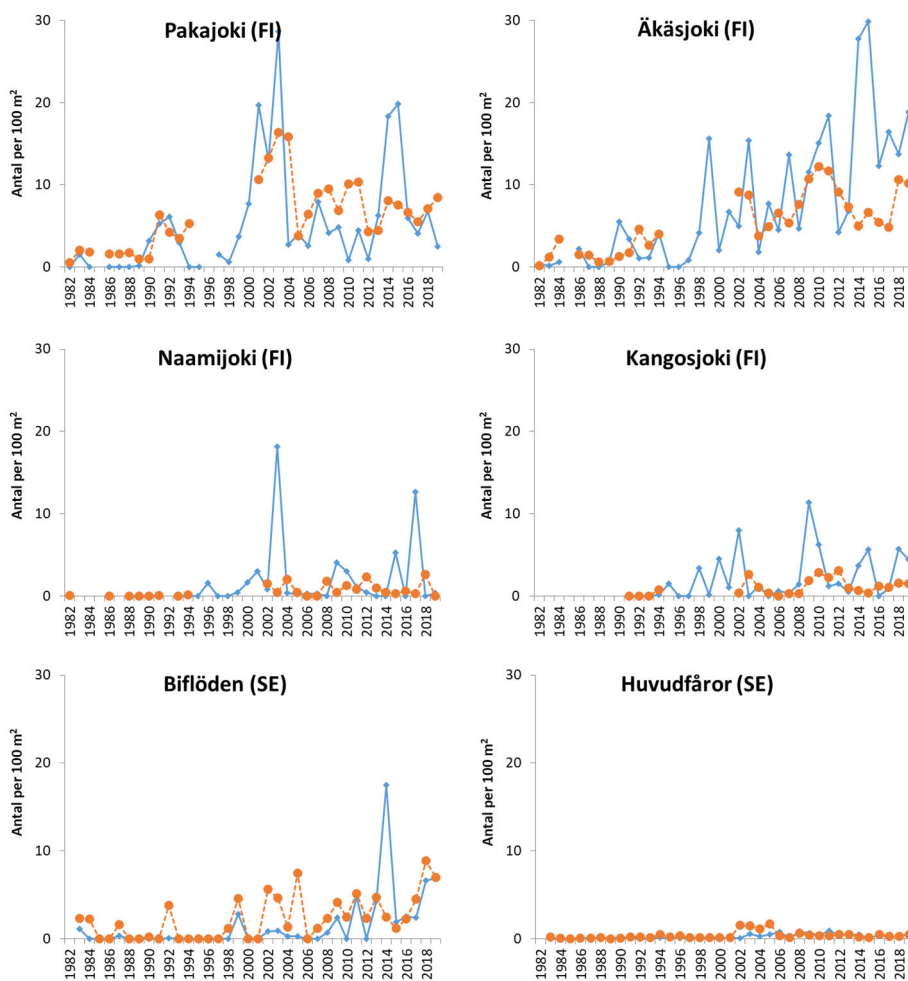 Pakajoki (FI)
Antal per 100 m²
30
20
10
0
1982 1984 1986 1988 1990 1992 1994 1996 1998 2000 2002 2004 2006 2008 2010 2012 2014 2016 2018
Äkäsjoki (FI)
30
20
10
0
1982 1984 1986 1988 1990 1992 1994 1996 1998 2000 2002 2004 2006 2008 2010 2012 2014 2016 2018
Naamijoki (FI)
Antal per 100 m²
30
20
10
0
1982 1984 1986 1988 1990 1992 1994 1996 1998 2000 2002 2004 2006 2008 2010 2012 2014 2016 2018
Kangosjoki (FI)
Antal per 100 m²
30
20
10
0
1982 1984 1986 1988 1990 1992 1994 1996 1998 2000 2002 2004 2006 2008 2010 2012 2014 2016 2018
Biflöden (SE)
Antal per 100 m²
30
20
10
0
1982 1984 1986 1988 1990 1992 1994 1996 1998 2000 2002 2004 2006 2008 2010 2012 2014 2016 2018
Huvudfåror (SE)
Antal per 100 m²
30
20
10
0
1982 1984 1986 1988 1990 1992 1994 1996 1998 2000 2002 2004 2006 2008 2010 2012 2014 2016 2018